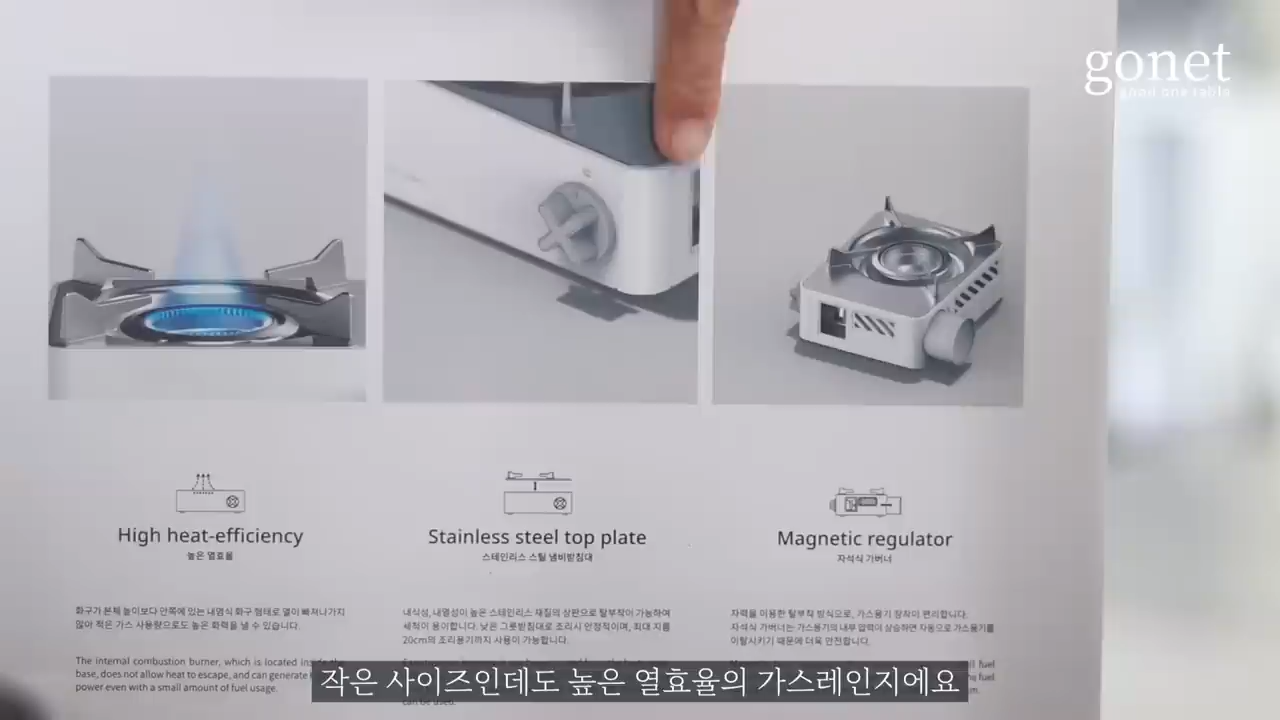 gonet
good one table
High heat-efficiency
높은 열효율
화구가 본체 높이보다 안쪽에 있는 내염식 화구 형태로 열이 빠져나가지
않아 적은 가스 사용량으로도 높은 화력을 낼 수 있습니다.
The internal combustion burner, which is located inside the
base, does not allow heat to escape, and can generate
power even with a small amount of fuel usage.
Stainless steel top plate
스테인리스 스틸 냄비받침대
내식성, 내열성이 높은 스테인리스 재질의 상판으로 탈부착이 가능하여
세척이 용이합니다. 낮은 그릇받침대로 조리시 안정적이며, 최대 지름
20cm의 조리용기까지 사용이 가능합니다.
can be used.
Magnetic regulator
자석식 가버너
자력을 이용한 탈부착 방식으로, 가스용기 장착이 편리합니다.
자석식 가버너는 가스용기의 내부 압력이 상승하면 자동으로 가스용기를
이탈시키기 때문에 더욱 안전합니다.
fuel
fuel
작은 사이즈인데도 높은 열효율의 가스레인지에요